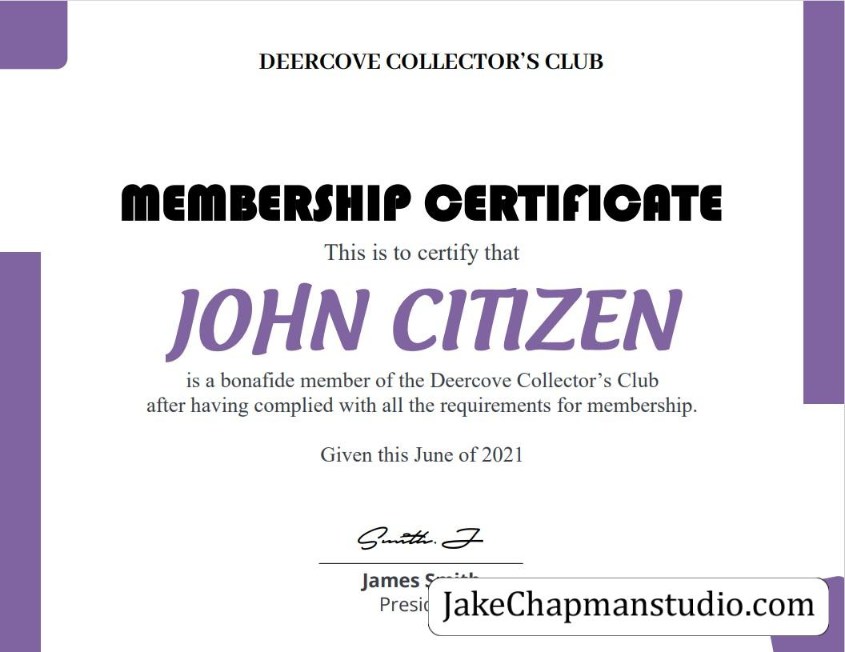 DEERCOVE COLLECTOR’S CLUB
MEMBERSHIP CERTIFICATE
This is to certify that
JOHN CITIZEN
is a bonafide member of the Deercove Collector’s Club
after having complied with all the requirements for membership.
Given this June of 2021
Smith. J
James Smith
JakeChapmanstudio.com